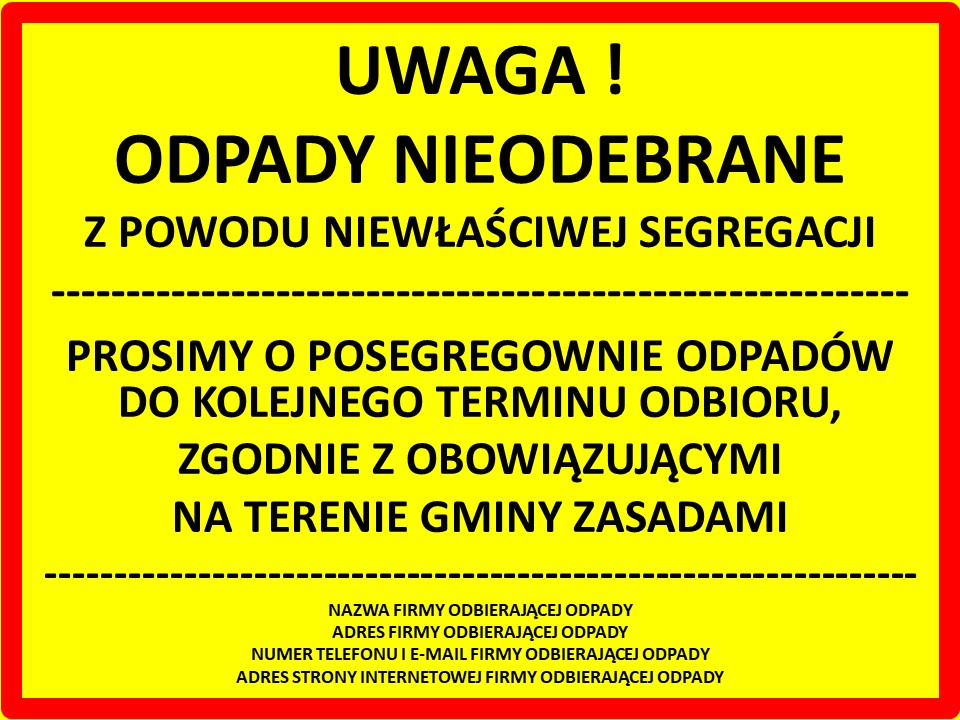 UWAGA !
ODPADY NIEODEBRANE
Z POWODU NIEWŁAŚCIWEJ SEGREGACJI
----------------------------------------------------------
PROSIMY O POSEGREGOWNIE ODPADÓW
DO KOLEJNEGO TERMINU ODBIORU,
ZGODNIE Z OBOWIĄZUJĄCYMI
NA TERENIE GMINY ZASADAMI
----------------------------------------------------------------
NAZWA FIRMY ODBIERAJĄCEJ ODPADY
ADRES FIRMY ODBIERAJĄCEJ ODPADY
NUMER TELEFONU I E-MAIL FIRMY ODBIERAJĄCEJ ODPADY
ADRES STRONY INTERNETOWEJ FIRMY ODBIERAJĄCEJ ODPADY